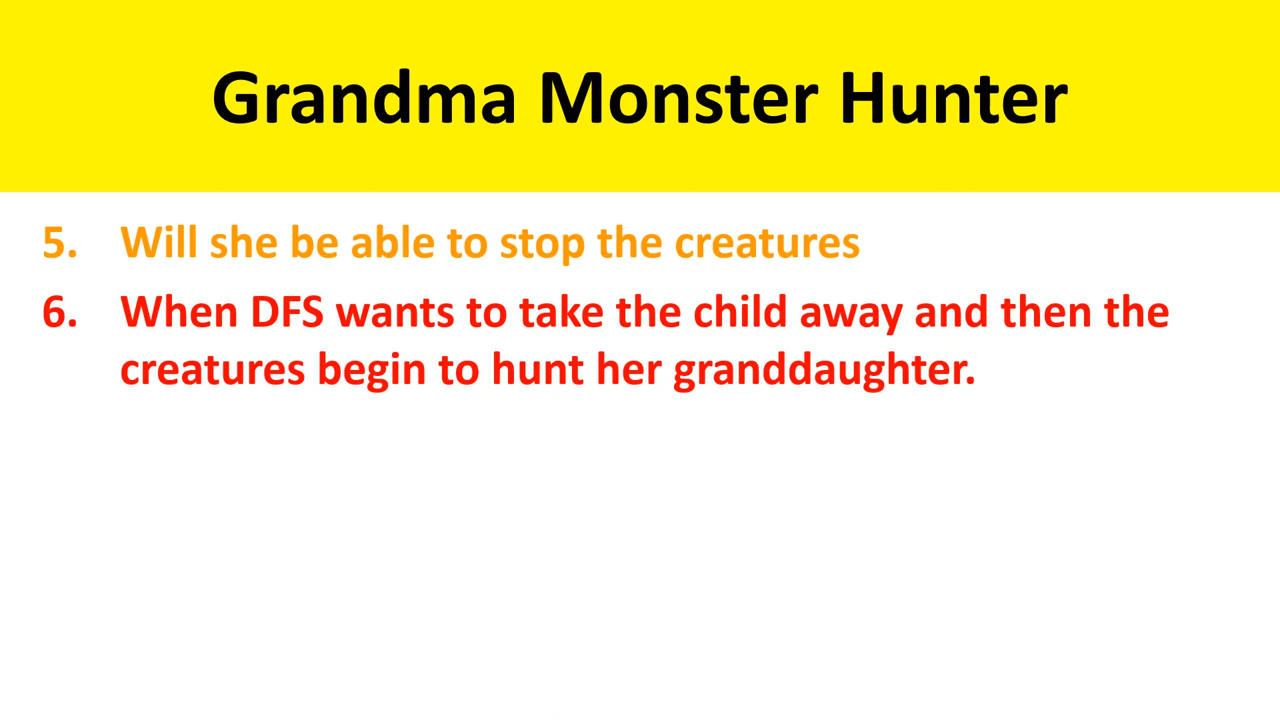 Grandma Monster Hunter
5. Will she be able to stop the creatures
6. When DFS wants to take the child away and then the
creatures begin to hunt her granddaughter.